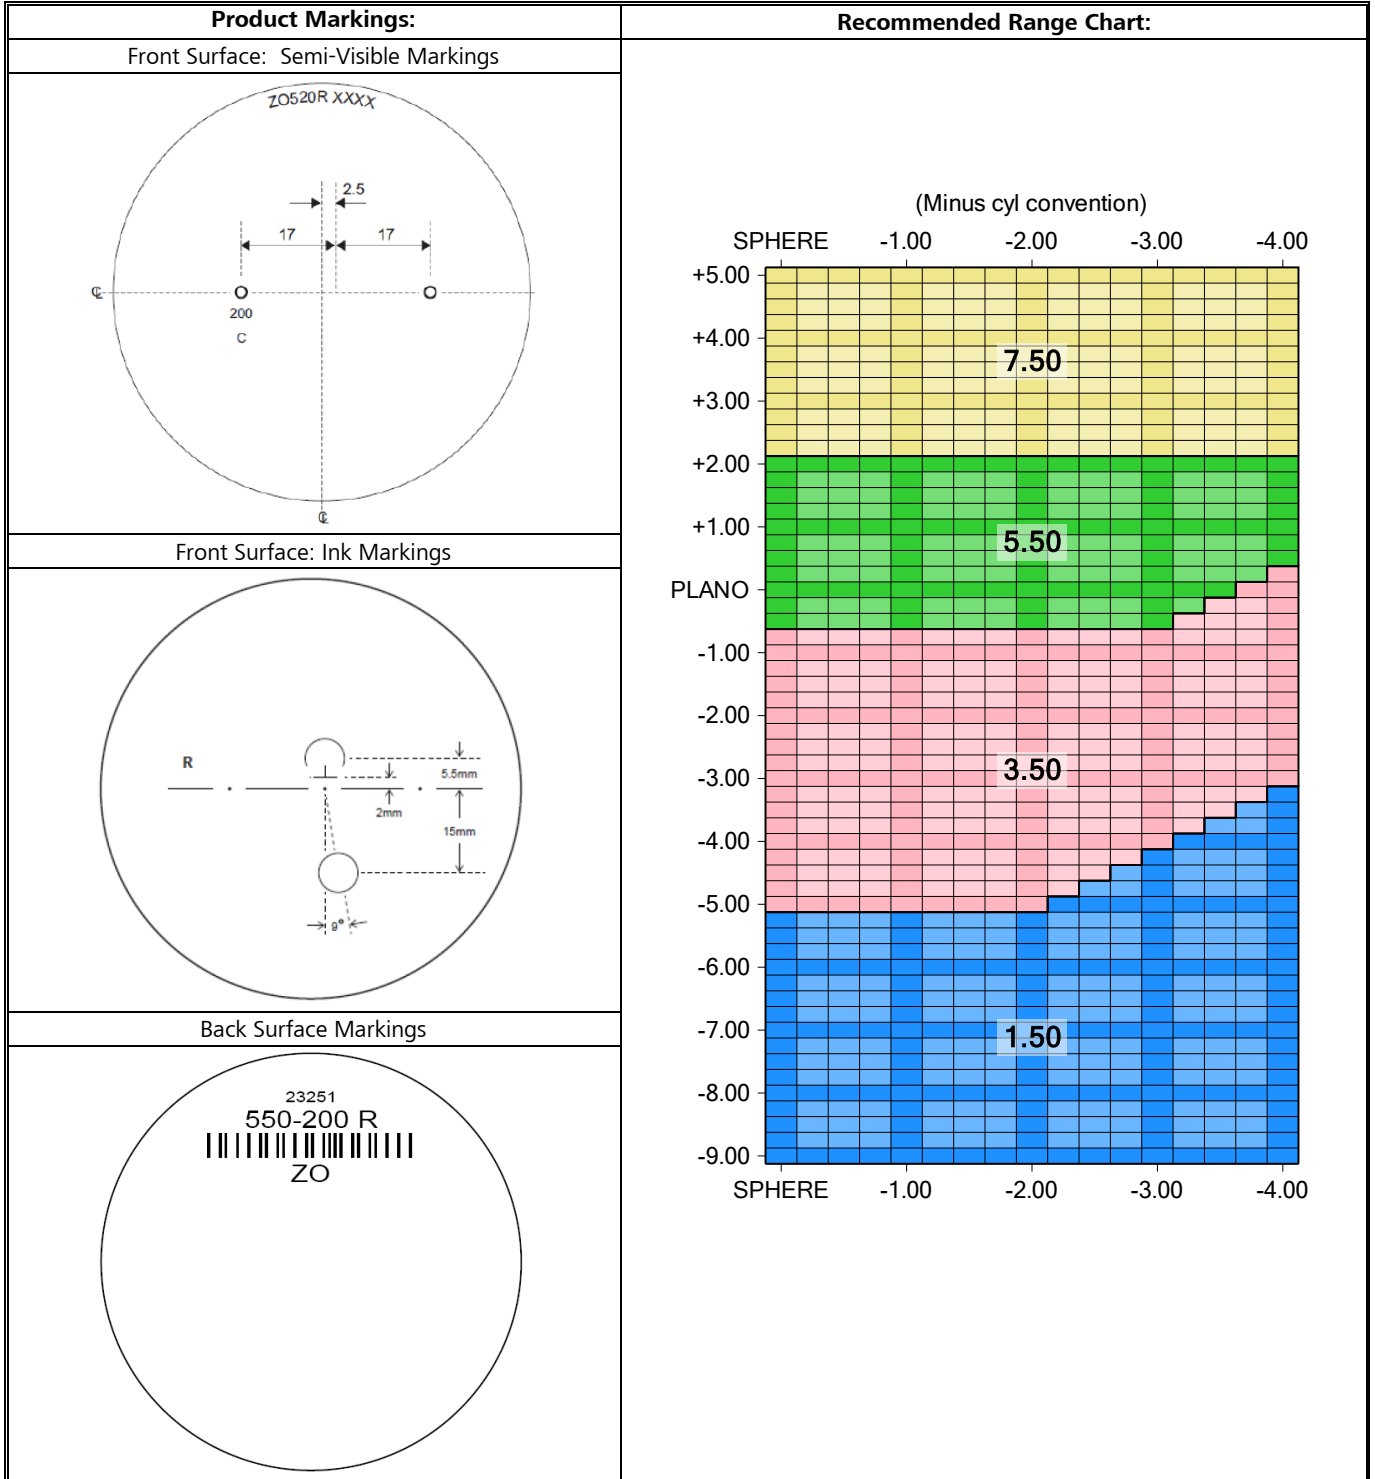 Product Markings:
Front Surface:  Semi-Visible Markings
ZO520R XXXX
2.5
17 17
℄
200
C
℄
Front Surface: Ink Markings
R
5.5mm
2mm
15mm
9°
Back Surface Markings
23251
550-200 R
ZO
Recommended Range Chart:
(Minus cyl convention)
SPHERE -1.00 -2.00 -3.00 -4.00
+5.00
+4.00
7.50
+3.00
+2.00
+1.00
5.50
PLANO
-1.00
-2.00
3.50
-3.00
-4.00
-5.00
-6.00
-7.00
1.50
-8.00
-9.00
SPHERE -1.00 -2.00 -3.00 -4.00